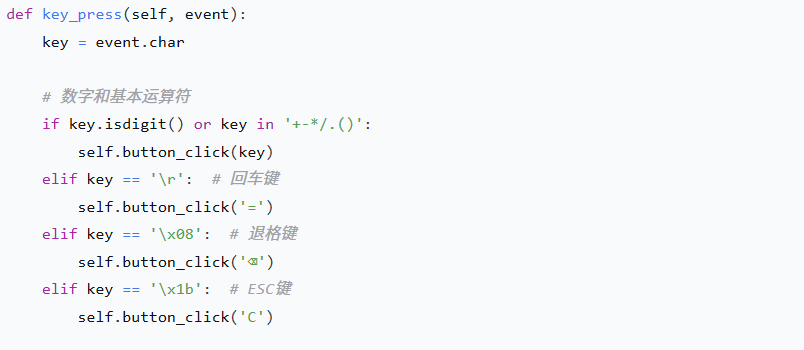 def key_press(self, event):
    key = event.char

    # 数字和基本运算符
    if key.isdigit() or key in '+-*/.()':
        self.button_click(key)
    elif key == '\r':  # 回车键
        self.button_click('=')
    elif key == '\x08':  # 退格键
        self.button_click('⌫')
    elif key == '\x1b':  # ESC键
        self.button_click('C')